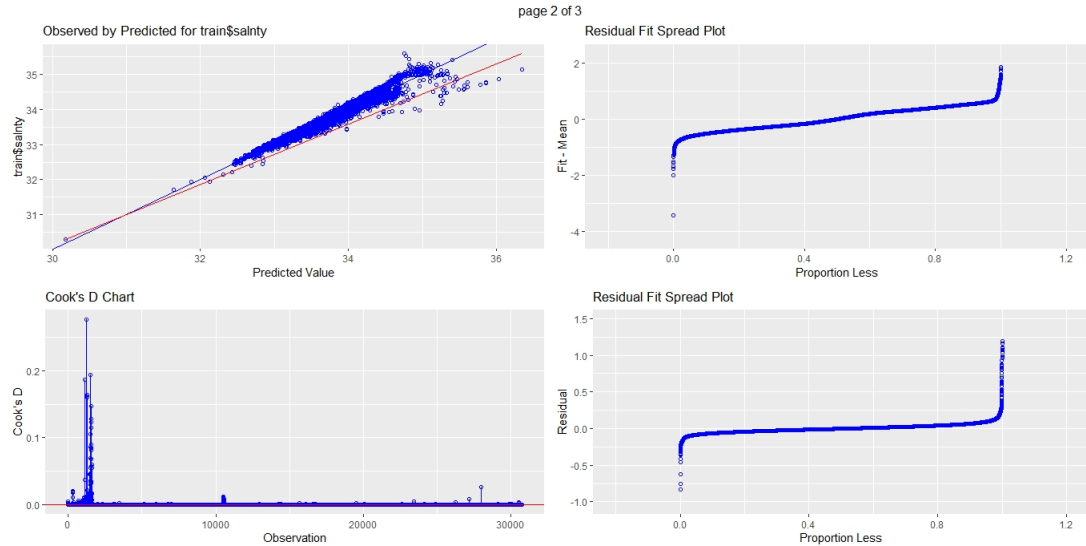 page 2 of 3
Observed by Predicted for train$salnty
train$salnty
35
34
33
32
31
30
32
34
36
Predicted Value
Residual Fit Spread Plot
Fit - Mean
2
0
-2
-4
0.0
0.4
0.8
1.2
Proportion Less
Cook's D Chart
Cook's D
0.2
0.1
0.0
0
10000
20000
30000
Observation
Residual Fit Spread Plot
Residual
1.5
1.0
0.5
0.0
-0.5
-1.0
0.0
0.4
0.8
1.2
Proportion Less